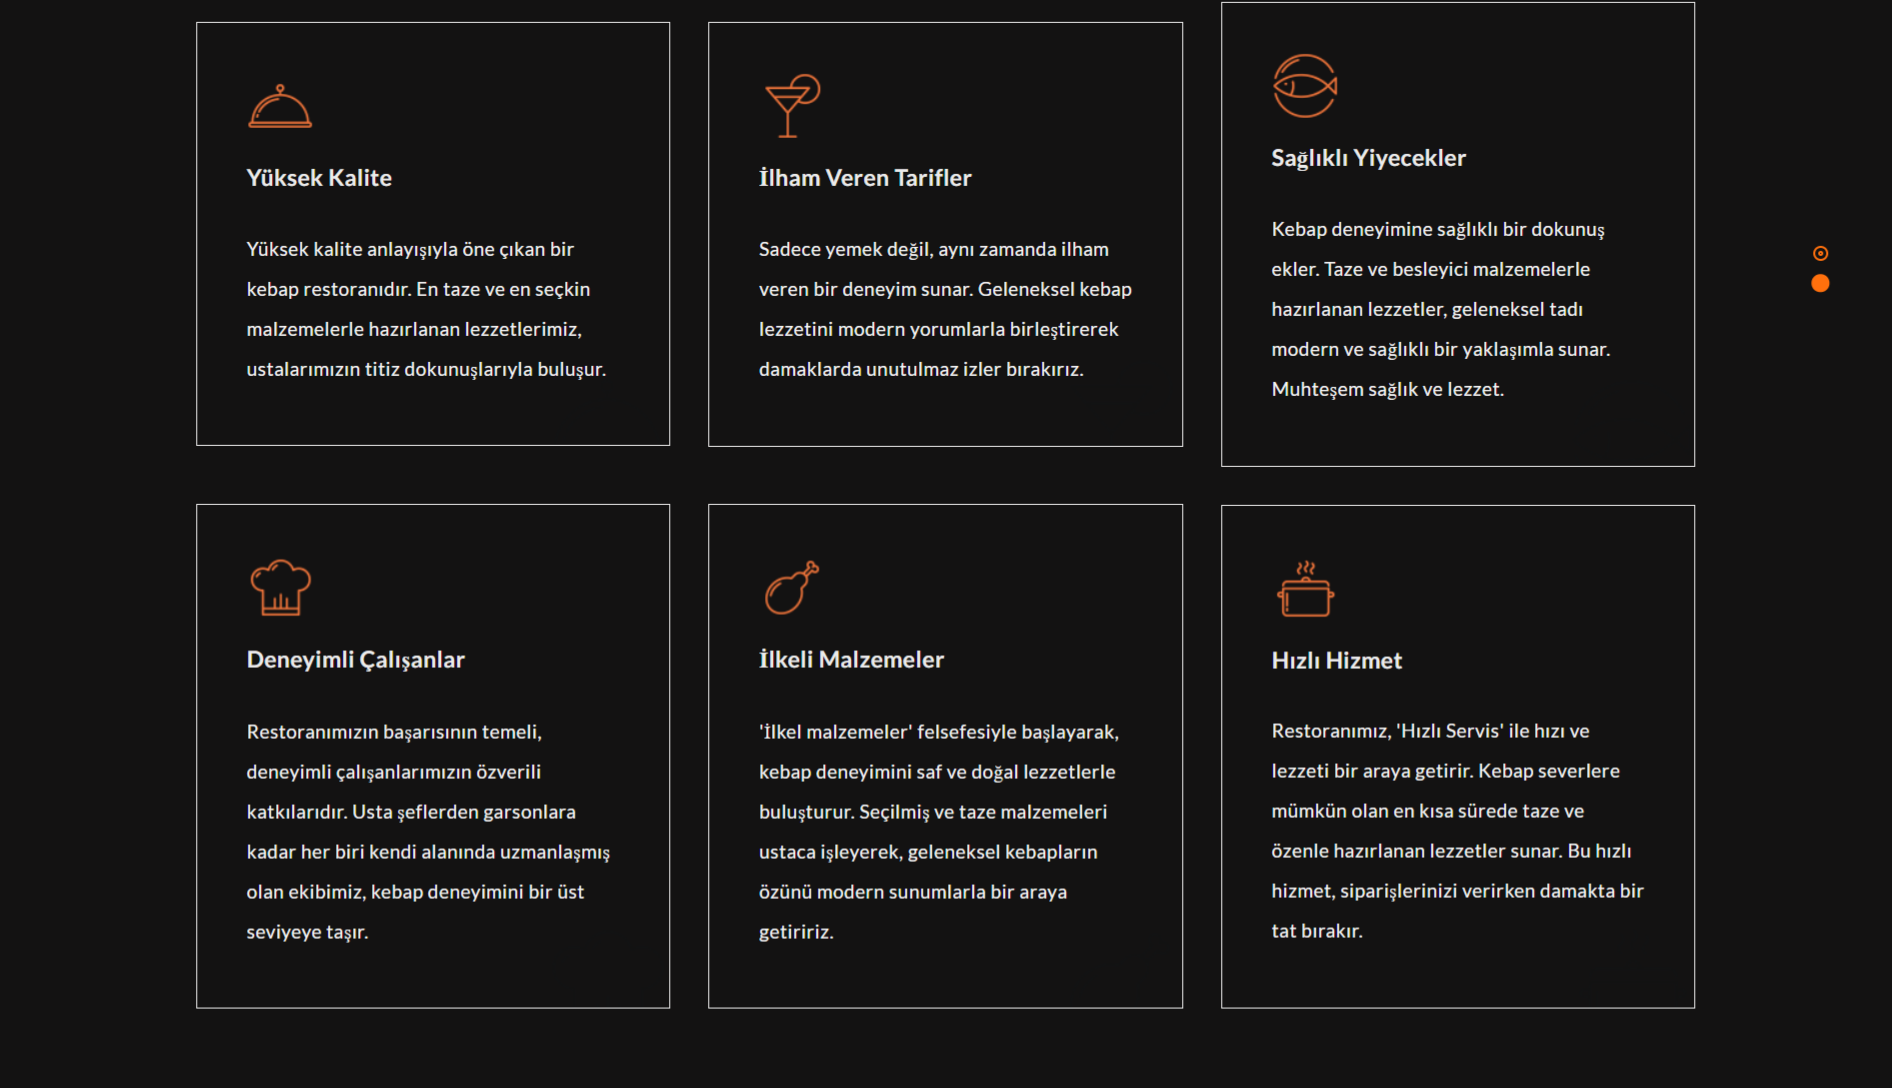 Yüksek Kalite
Yüksek kalite anlayışıyla öne çıkan bir
kebap restoranıdır. En taze ve en seçkin
malzemelerle hazırlanan lezzetlerimiz,
ustalarımızın titiz dokunuşlarıyla buluşur.
İlham Veren Tarifler
Sadece yemek değil, aynı zamanda ilham
veren bir deneyim sunar. Geleneksel kebap
lezzetini modern yorumlarla birleştirerek
damaklarda unutulmaz izler bırakırız.
Sağlıklı Yiyecekler
Kebap deneyimine sağlıklı bir dokunuş
ekler. Taze ve besleyici malzemelerle
hazırlanan lezzetler, geleneksel tadı
modern ve sağlıklı bir yaklaşımla sunar.
Muhteşem sağlık ve lezzet.
Deneyimli Çalışanlar
Restoranımızın başarısının temeli,
deneyimli çalışanlarımızın özverili
katkılarıdır. Usta şeflerden garsonlara
kadar her biri kendi alanında uzmanlaşmış
olan ekibimiz, kebap deneyimini bir üst
seviyeye taşır.
İlkeli Malzemeler
'İlkel malzemeler' felsefesiyle başlayarak,
kebap deneyimini saf ve doğal lezzetlerle
buluşturur. Seçilmiş ve taze malzemeleri
ustaca işleyerek, geleneksel kebapların
özünü modern sunumlarla bir araya
getiririz.
Hızlı Hizmet
Restoranımız, 'Hızlı Servis' ile hızı ve
lezzeti bir araya getirir. Kebap severlere
mümkün olan en kısa sürede taze ve
özenle hazırlanan lezzetler sunar. Bu hızlı
hizmet, siparişlerinizi verirken damakta bir
tat bırakır.